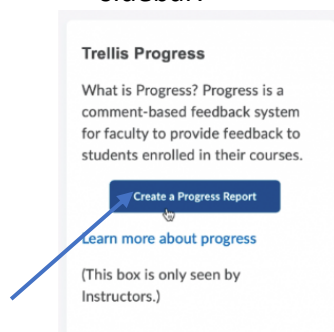 Trellis Progress
What is Progress? Progress is a
comment-based feedback system
for faculty to provide feedback to
students enrolled in their courses.
Create a Progress Report
Learn more about progress
(This box is only seen by
Instructors.)